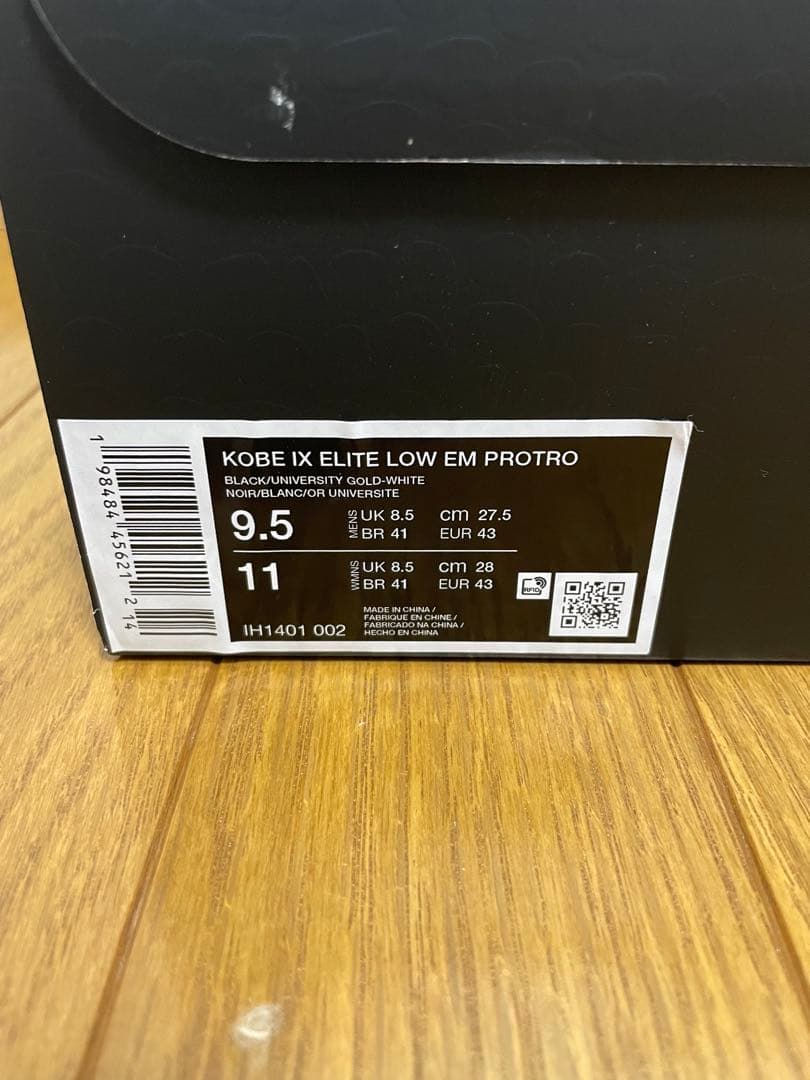 KOBE IX ELITE LOW EM PROTRO
BLACK/UNIVERSITY GOLD-WHITE
NOIR/BLANC/OR UNIVERSITE
9.5 MENS UK 8.5 cm 27.5
BR 41 EUR 43
11 WMNS UK 8.5 cm 28
BR 41 EUR 43
RFID
IH1401 002
MADE IN CHINA /
FABRIQUE EN CHINE /
FABRICADO NA CHINA /
HECHO EN CHINA
1 98484 45621 2 14